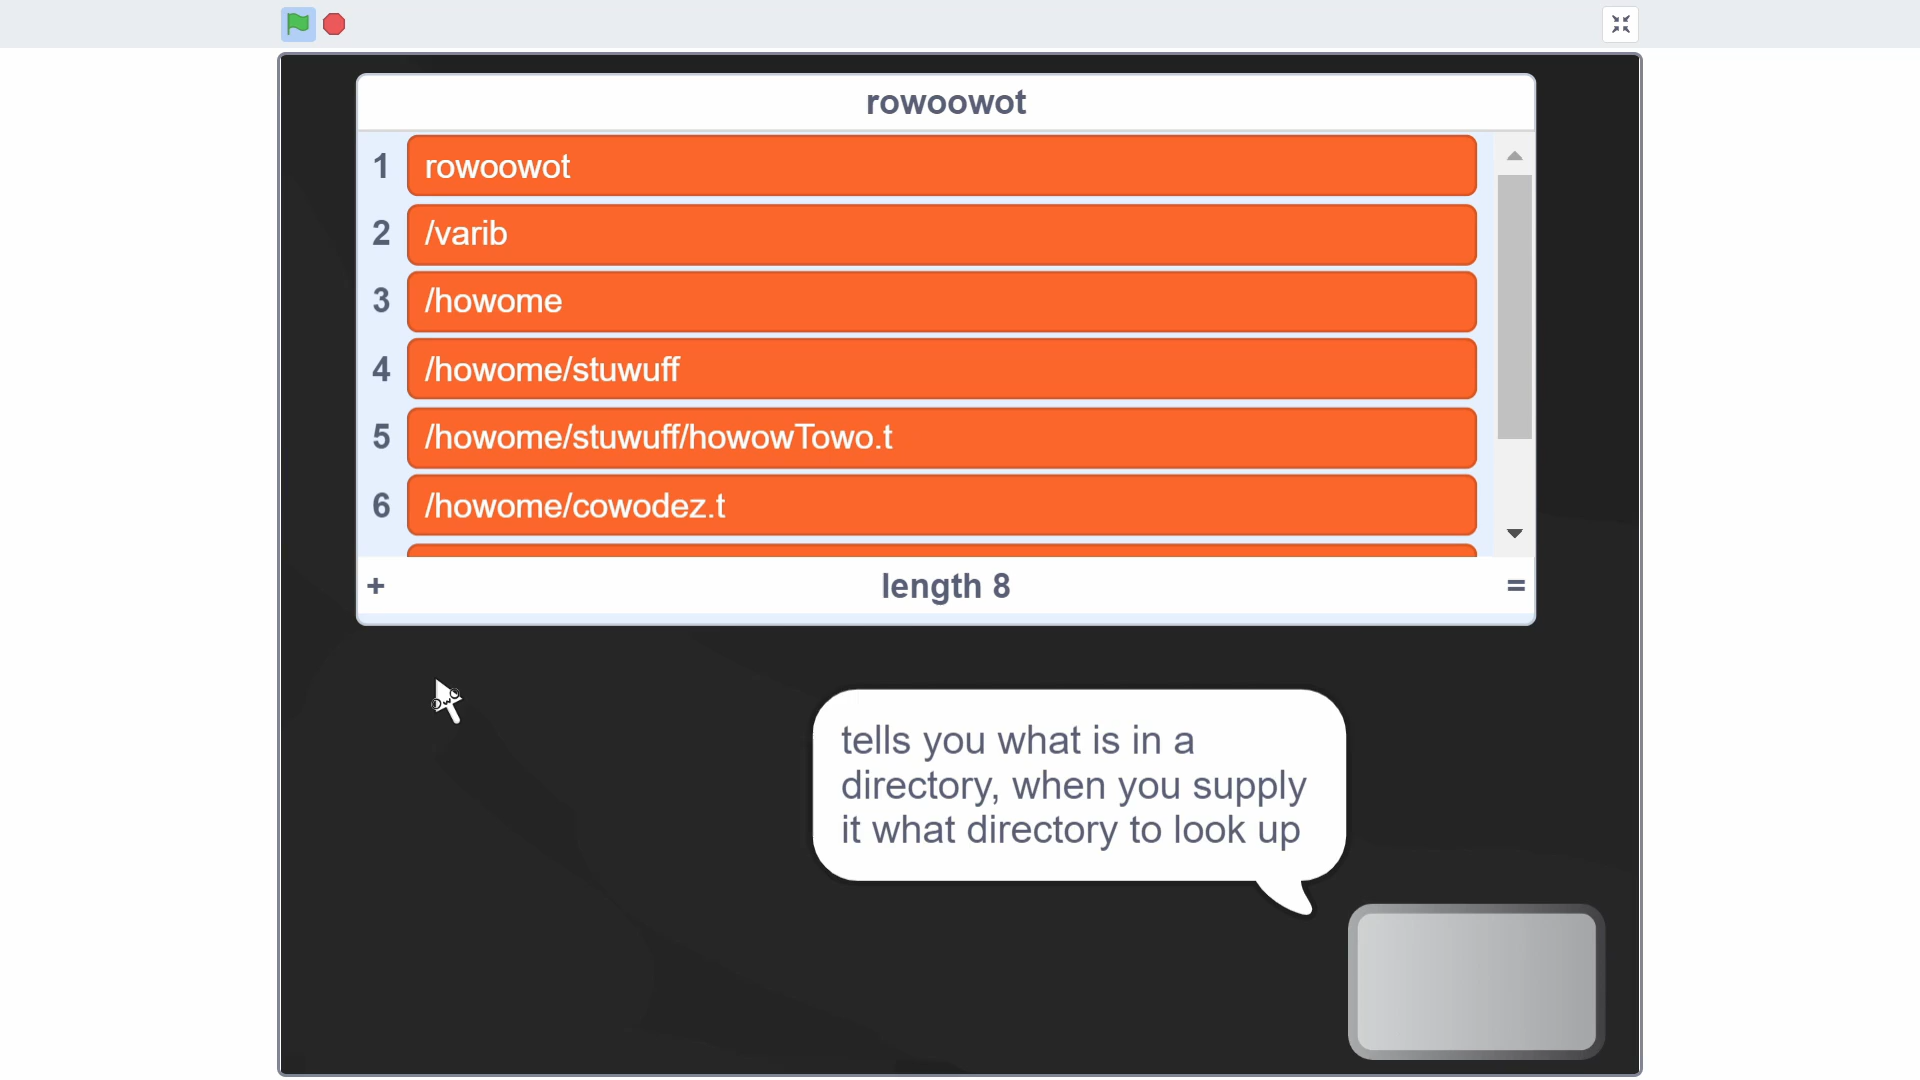 rowoowot
1 rowoowot
2 /varib
3 /howome
4 /howome/stuwuff
5 /howome/stuwuff/howowTowo.t
6 /howome/cowodez.t
+ length 8 =
tells you what is in a
directory, when you supply
it what directory to look up